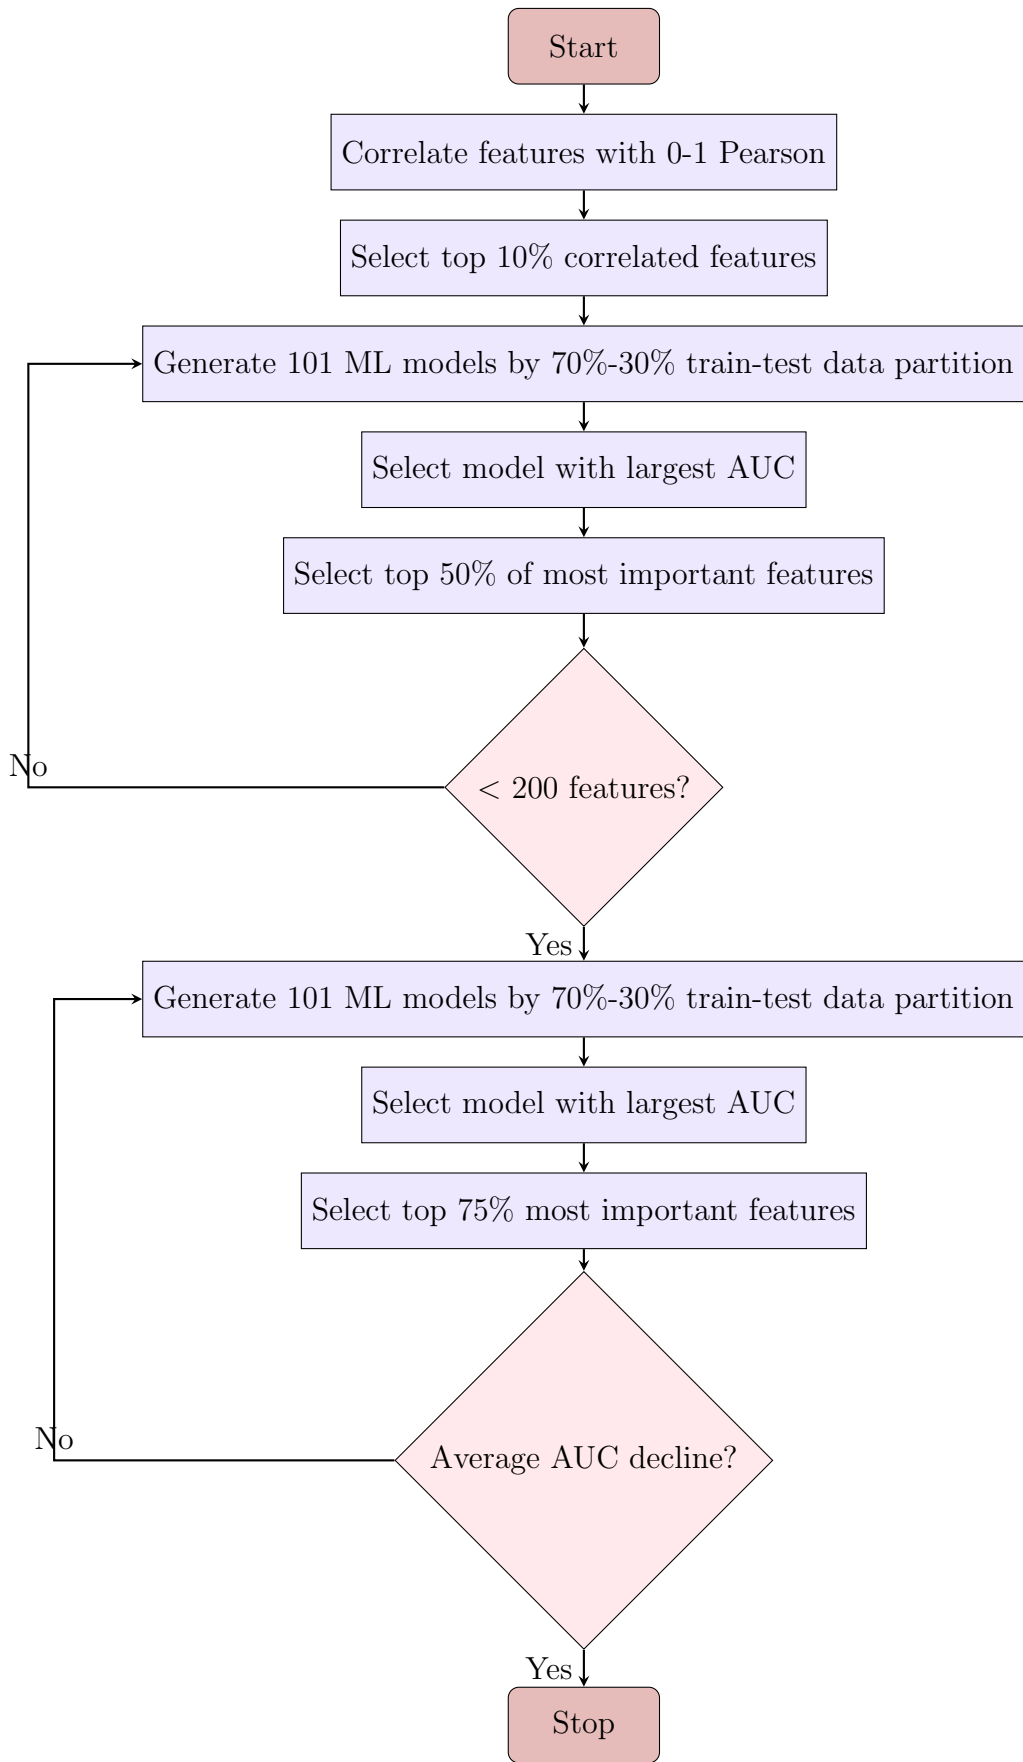 Start
Correlate features with 0-1 Pearson
Select top 10% correlated features
Generate 101 ML models by 70%-30% train-test data partition
Select model with largest AUC
Select top 50% of most important features
No
< 200 features?
Yes
Generate 101 ML models by 70%-30% train-test data partition
Select model with largest AUC
Select top 75% most important features
No
Average AUC decline?
Yes
Stop